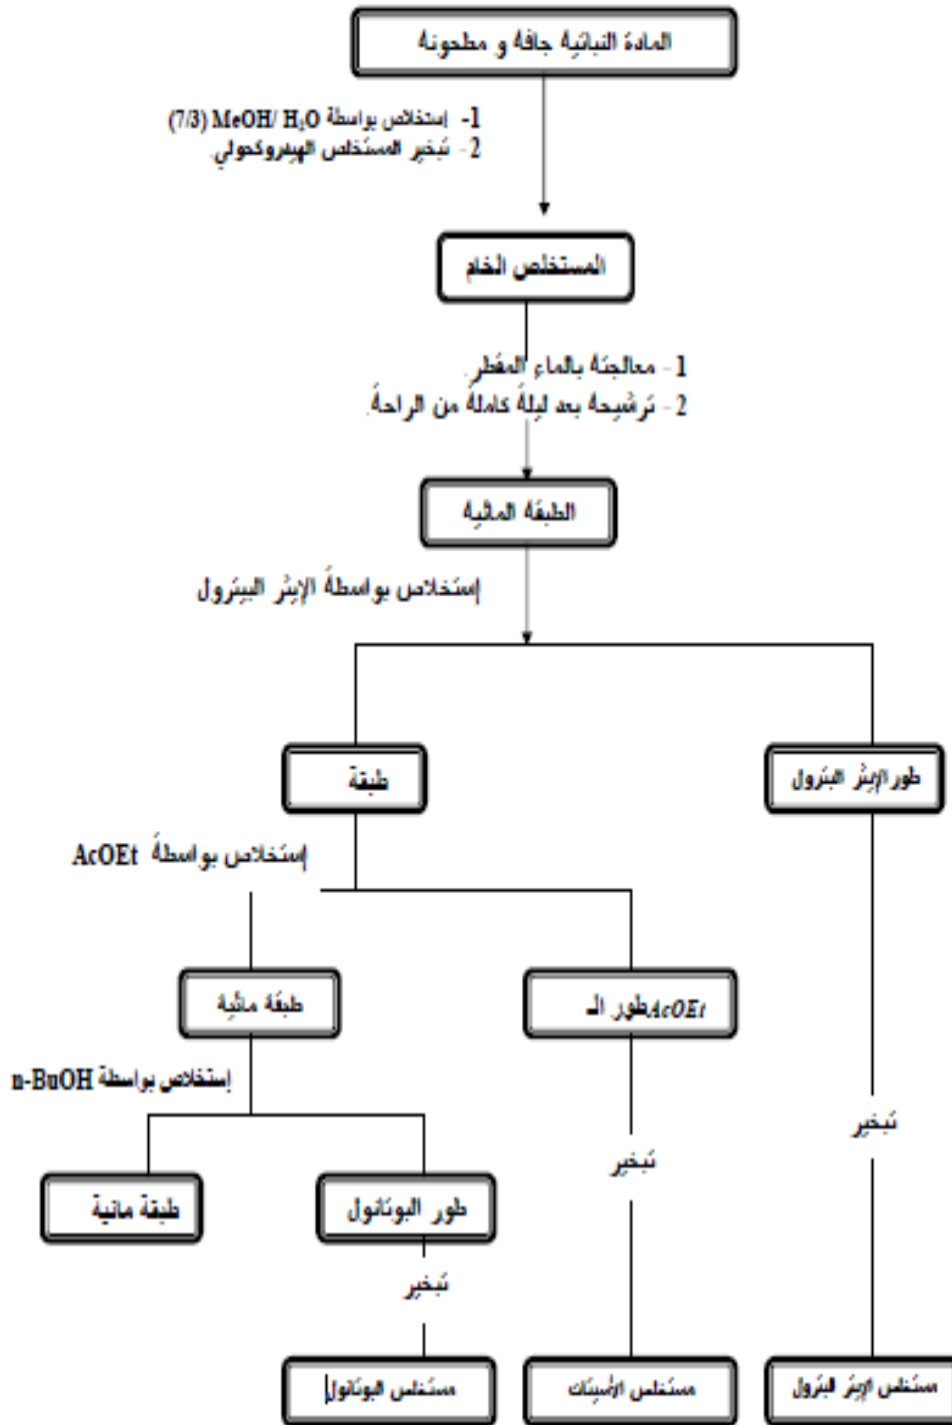 المادة النباتية جافة و مطحونة
1- إستخلاص بواسطة MeOH/ H₂O (7/3)
2- تبخير المستخلص الهيدروكحولي.
المستخلص الخام
1- معالجتة بالماء المقطر.
2- ترشيحة بعد ليلة كاملة من الراحة.
الطبقة المائية
إستخلاص بواسطة الإيثر البيترول
طبقة
طور الإيثر البترول
إستخلاص بواسطة AcOEt
طبقة مائية
طور الـ AcOEt
إستخلاص بواسطة n-BuOH
تبخير
تبخير
طبقة مائية
طور البوتانول
تبخير
مستخلص البوتانول
مستخلص الأسيتات
مستخلص الإيثر البترول